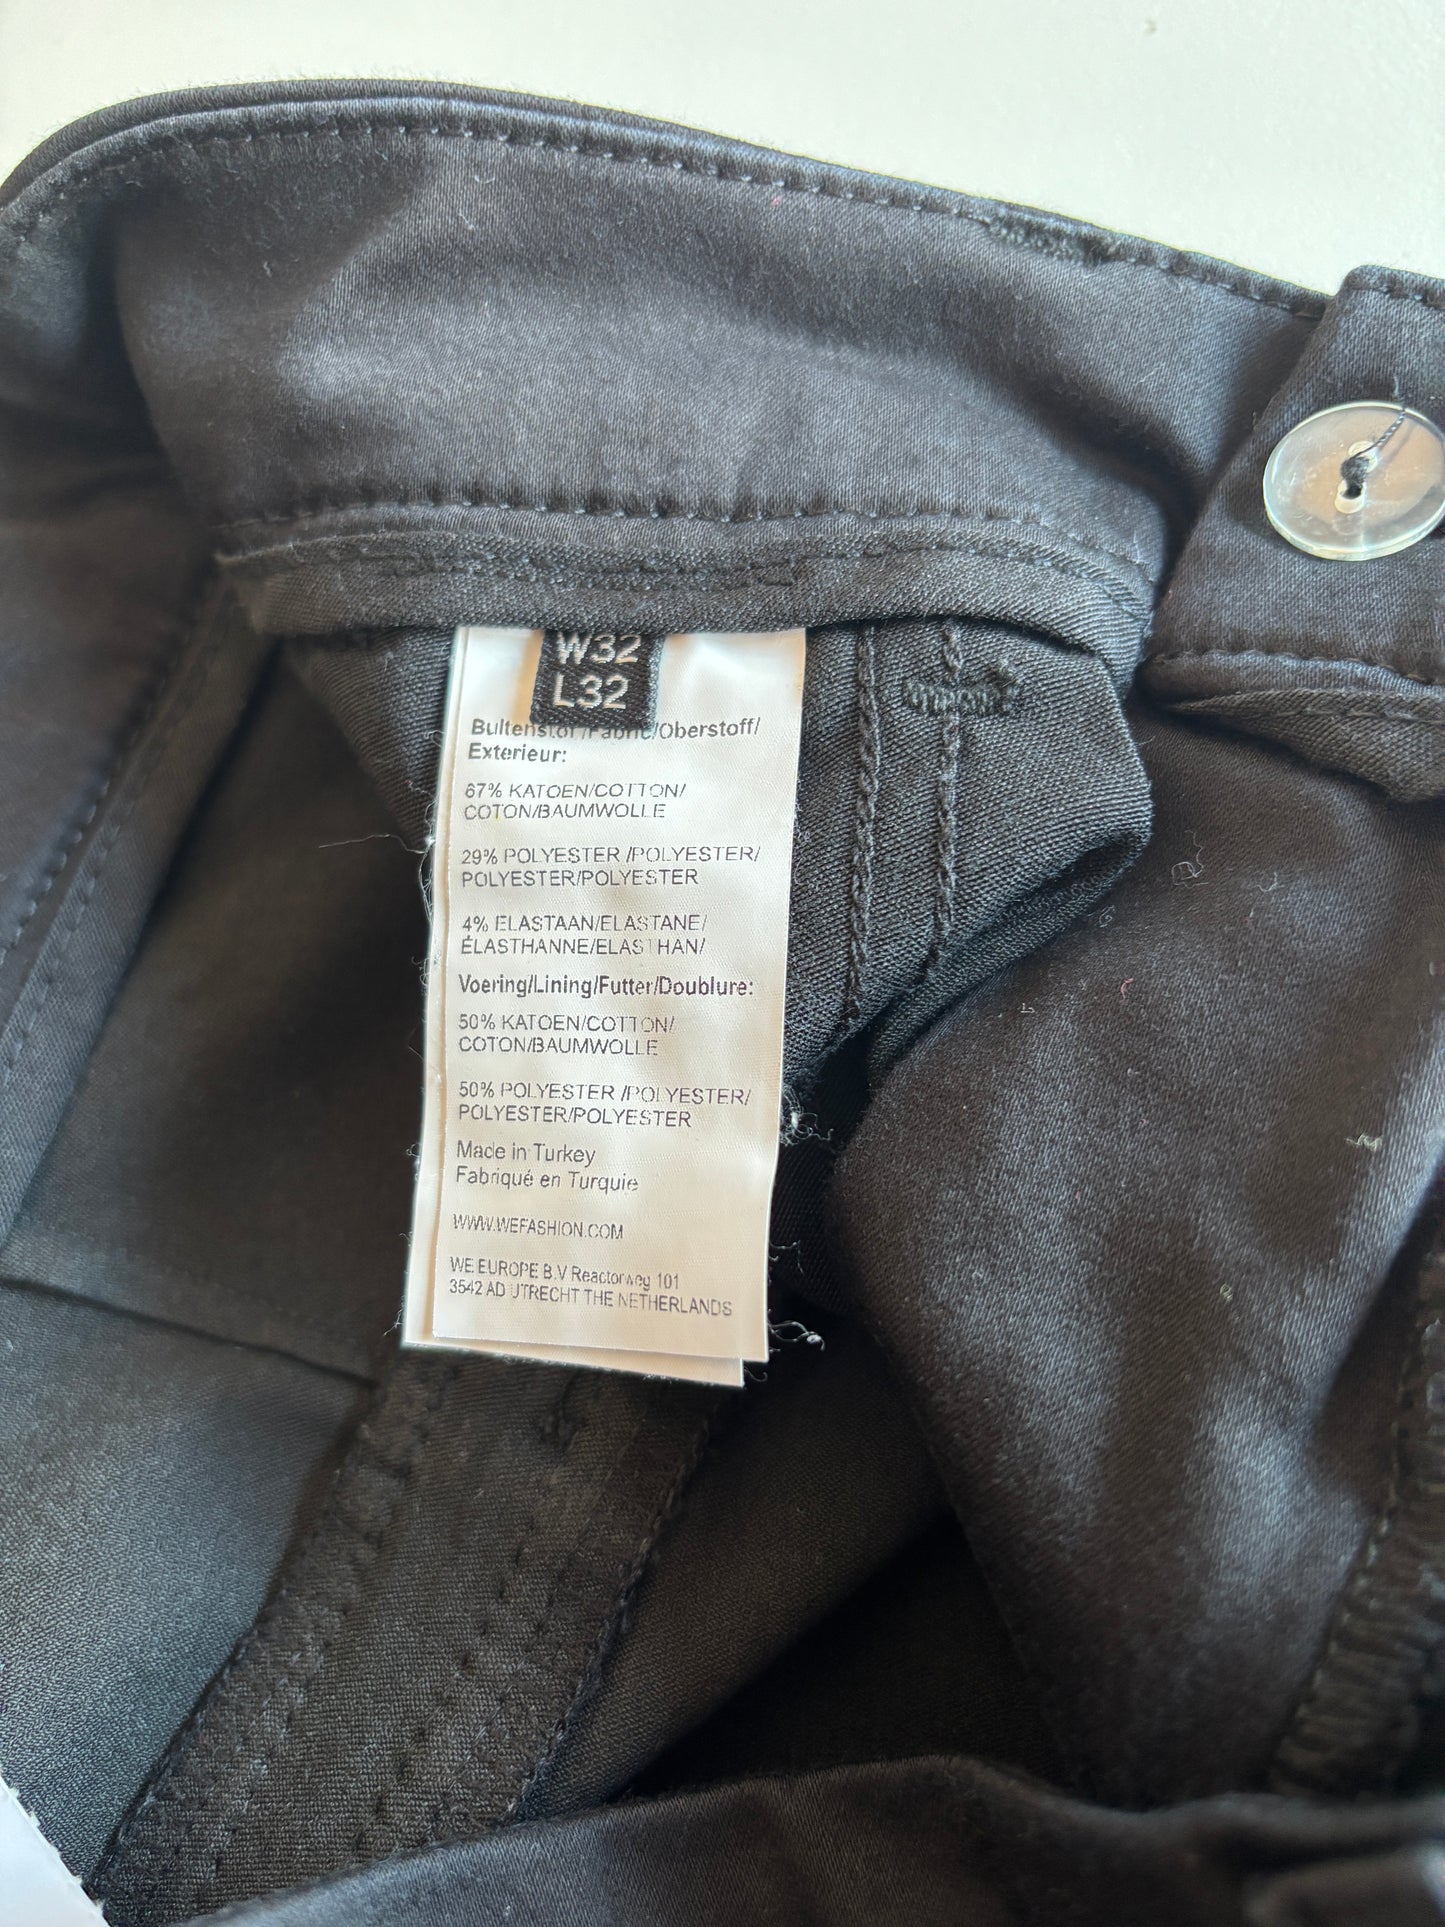 W32
L32
Buitenstof/Fabric/Oberstoff/
Exterieur:
67% KATOEN/COTTON/
COTON/BAUMWOLLE
29% POLYESTER /POLYESTER/
POLYESTER/POLYESTER
4% ELASTAAN/ELASTANE/
ÉLASTHANNE/ELASTHAN/
Voering/Lining/Futter/Doublure:
50% KATOEN/COTTON/
COTON/BAUMWOLLE
50% POLYESTER /POLYESTER/
POLYESTER/POLYESTER
Made in Turkey
Fabriqué en Turquie
WWW.WEFASHION.COM
WE EUROPE B.V Reactorweg 101
3542 AD UTRECHT THE NETHERLANDS